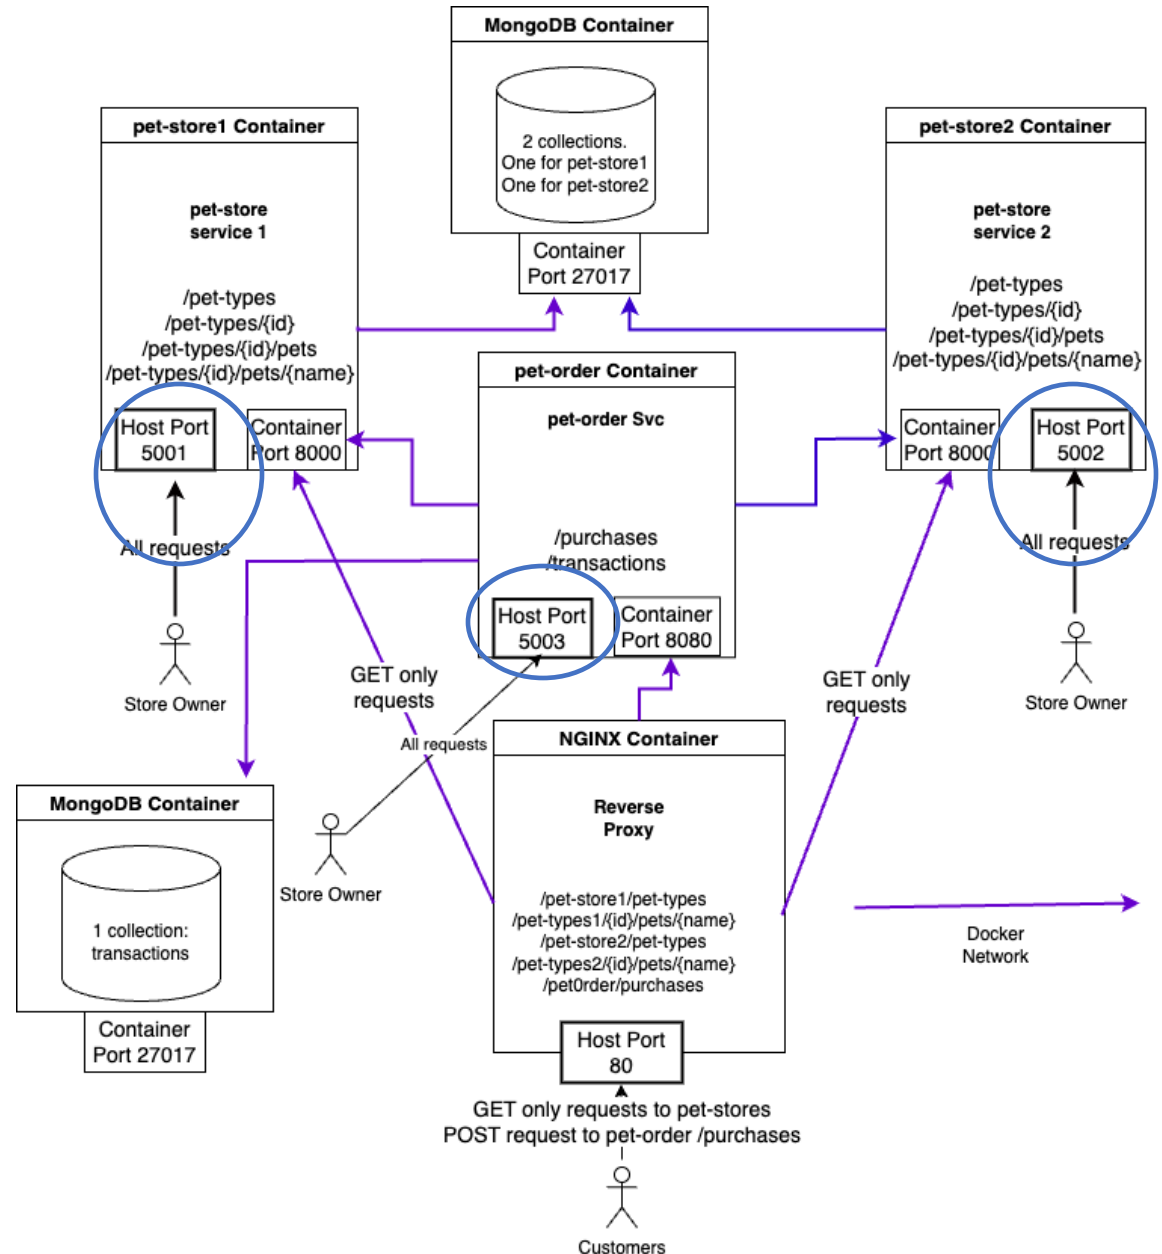 MongoDB Container
2 collections.
One for pet-store1
One for pet-store2
Container
Port 27017
pet-store1 Container
pet-store
service 1
/pet-types
/pet-types/{id}
/pet-types/{id}/pets
/pet-types/{id}/pets/{name}
Host Port
5001
Container
Port 8000
All requests
Store Owner
pet-store2 Container
pet-store
service 2
/pet-types
/pet-types/{id}
/pet-types/{id}/pets
/pet-types/{id}/pets/{name}
Container
Port 8000
Host Port
5002
All requests
Store Owner
pet-order Container
pet-order Svc
/purchases
/transactions
Host Port
5003
Container
Port 8080
GET only
requests
GET only
requests
All requests
Store Owner
MongoDB Container
1 collection:
transactions
Container
Port 27017
NGINX Container
Reverse
Proxy
/pet-store1/pet-types
/pet-types1/{id}/pets/{name}
/pet-store2/pet-types
/pet-types2/{id}/pets/{name}
/pet0rder/purchases
Host Port
80
Docker
Network
GET only requests to pet-stores
POST request to pet-order /purchases
Customers